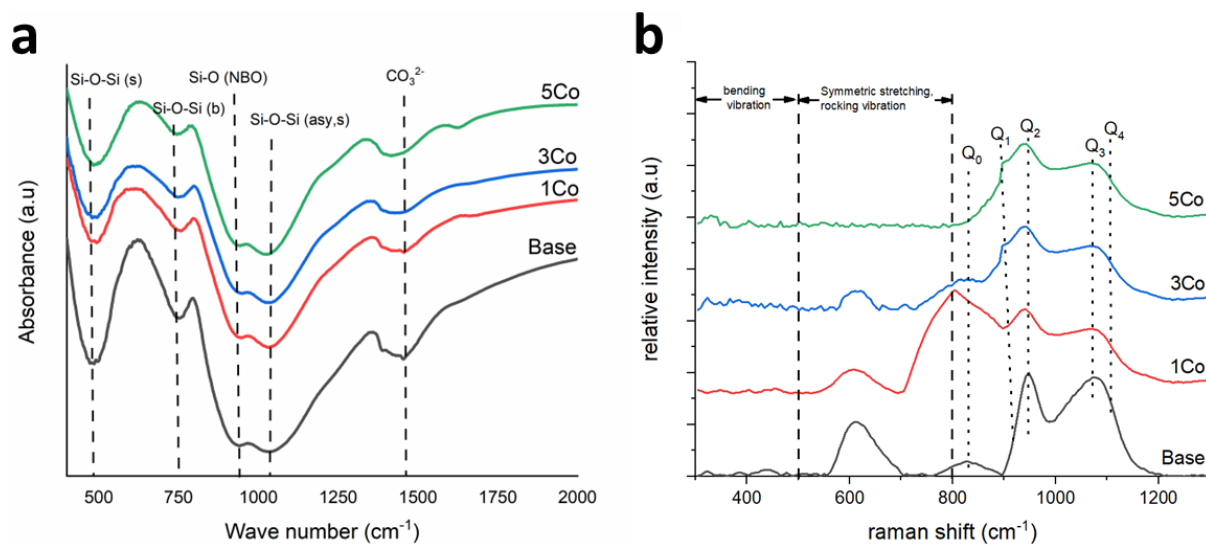 a
Si-O-Si (s)
Si-O-Si (b)
Si-O (NBO)
Si-O-Si (asy,s)
CO₃²⁻
5Co
3Co
1Co
Base
Absorbance (a.u)
500 750 1000 1250 1500 1750 2000
Wave number (cm⁻¹)
b
bending
vibration
Symmetric stretching,
rocking vibration
Q₀
Q₁
Q₂
Q₃
Q₄
5Co
3Co
1Co
Base
relative intensity (a.u)
400 600 800 1000 1200
raman shift (cm⁻¹)